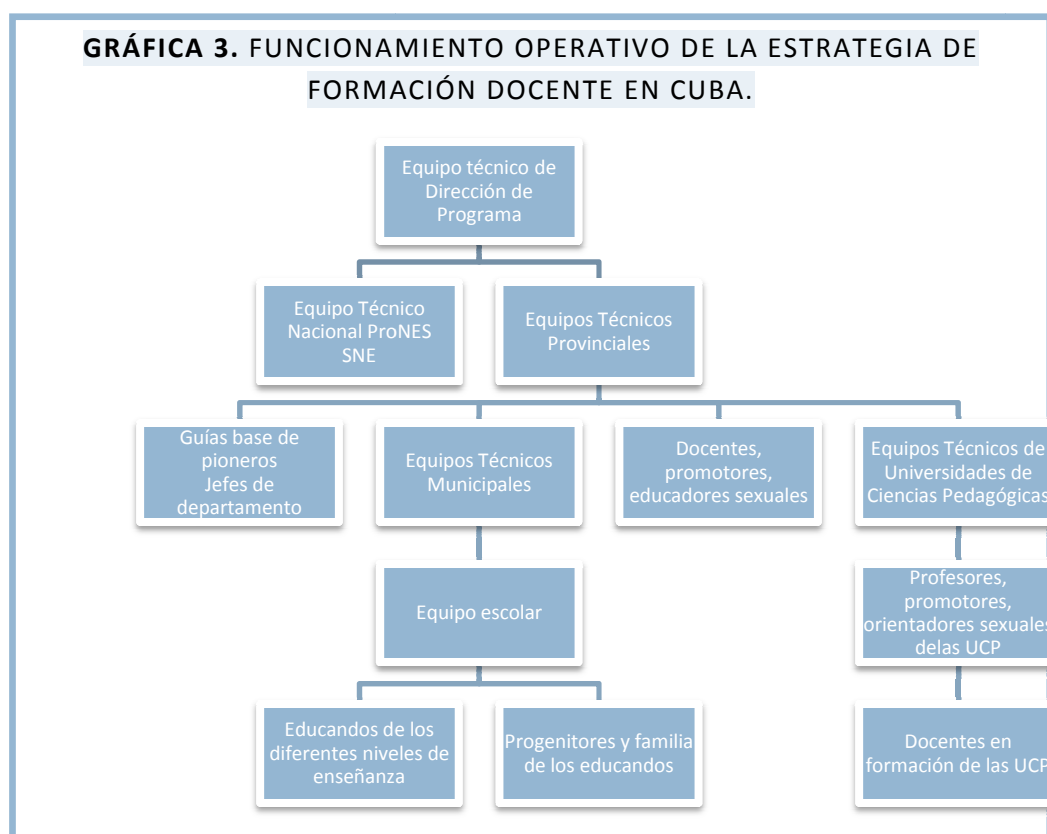 GRÁFICA 3. FUNCIONAMIENTO OPERATIVO DE LA ESTRATEGIA DE
FORMACIÓN DOCENTE EN CUBA.
Equipo técnico de
Dirección de
Programa
Equipo Técnico
Nacional ProNES
SNE
Equipos Técnicos
Provinciales
Guías base de
pioneros
Jefes de
departamento
Equipos Técnicos
Municipales
Docentes,
promotores,
educadores sexuales
Equipos Técnicos de
Universidades de
Ciencias Pedagógicas
Equipo escolar
Profesores,
promotores,
orientadores sexuales
delas UCP
Educandos de los
diferentes niveles de
enseñanza
Progenitores y familia
de los educandos
Docentes en
formación de las UCP